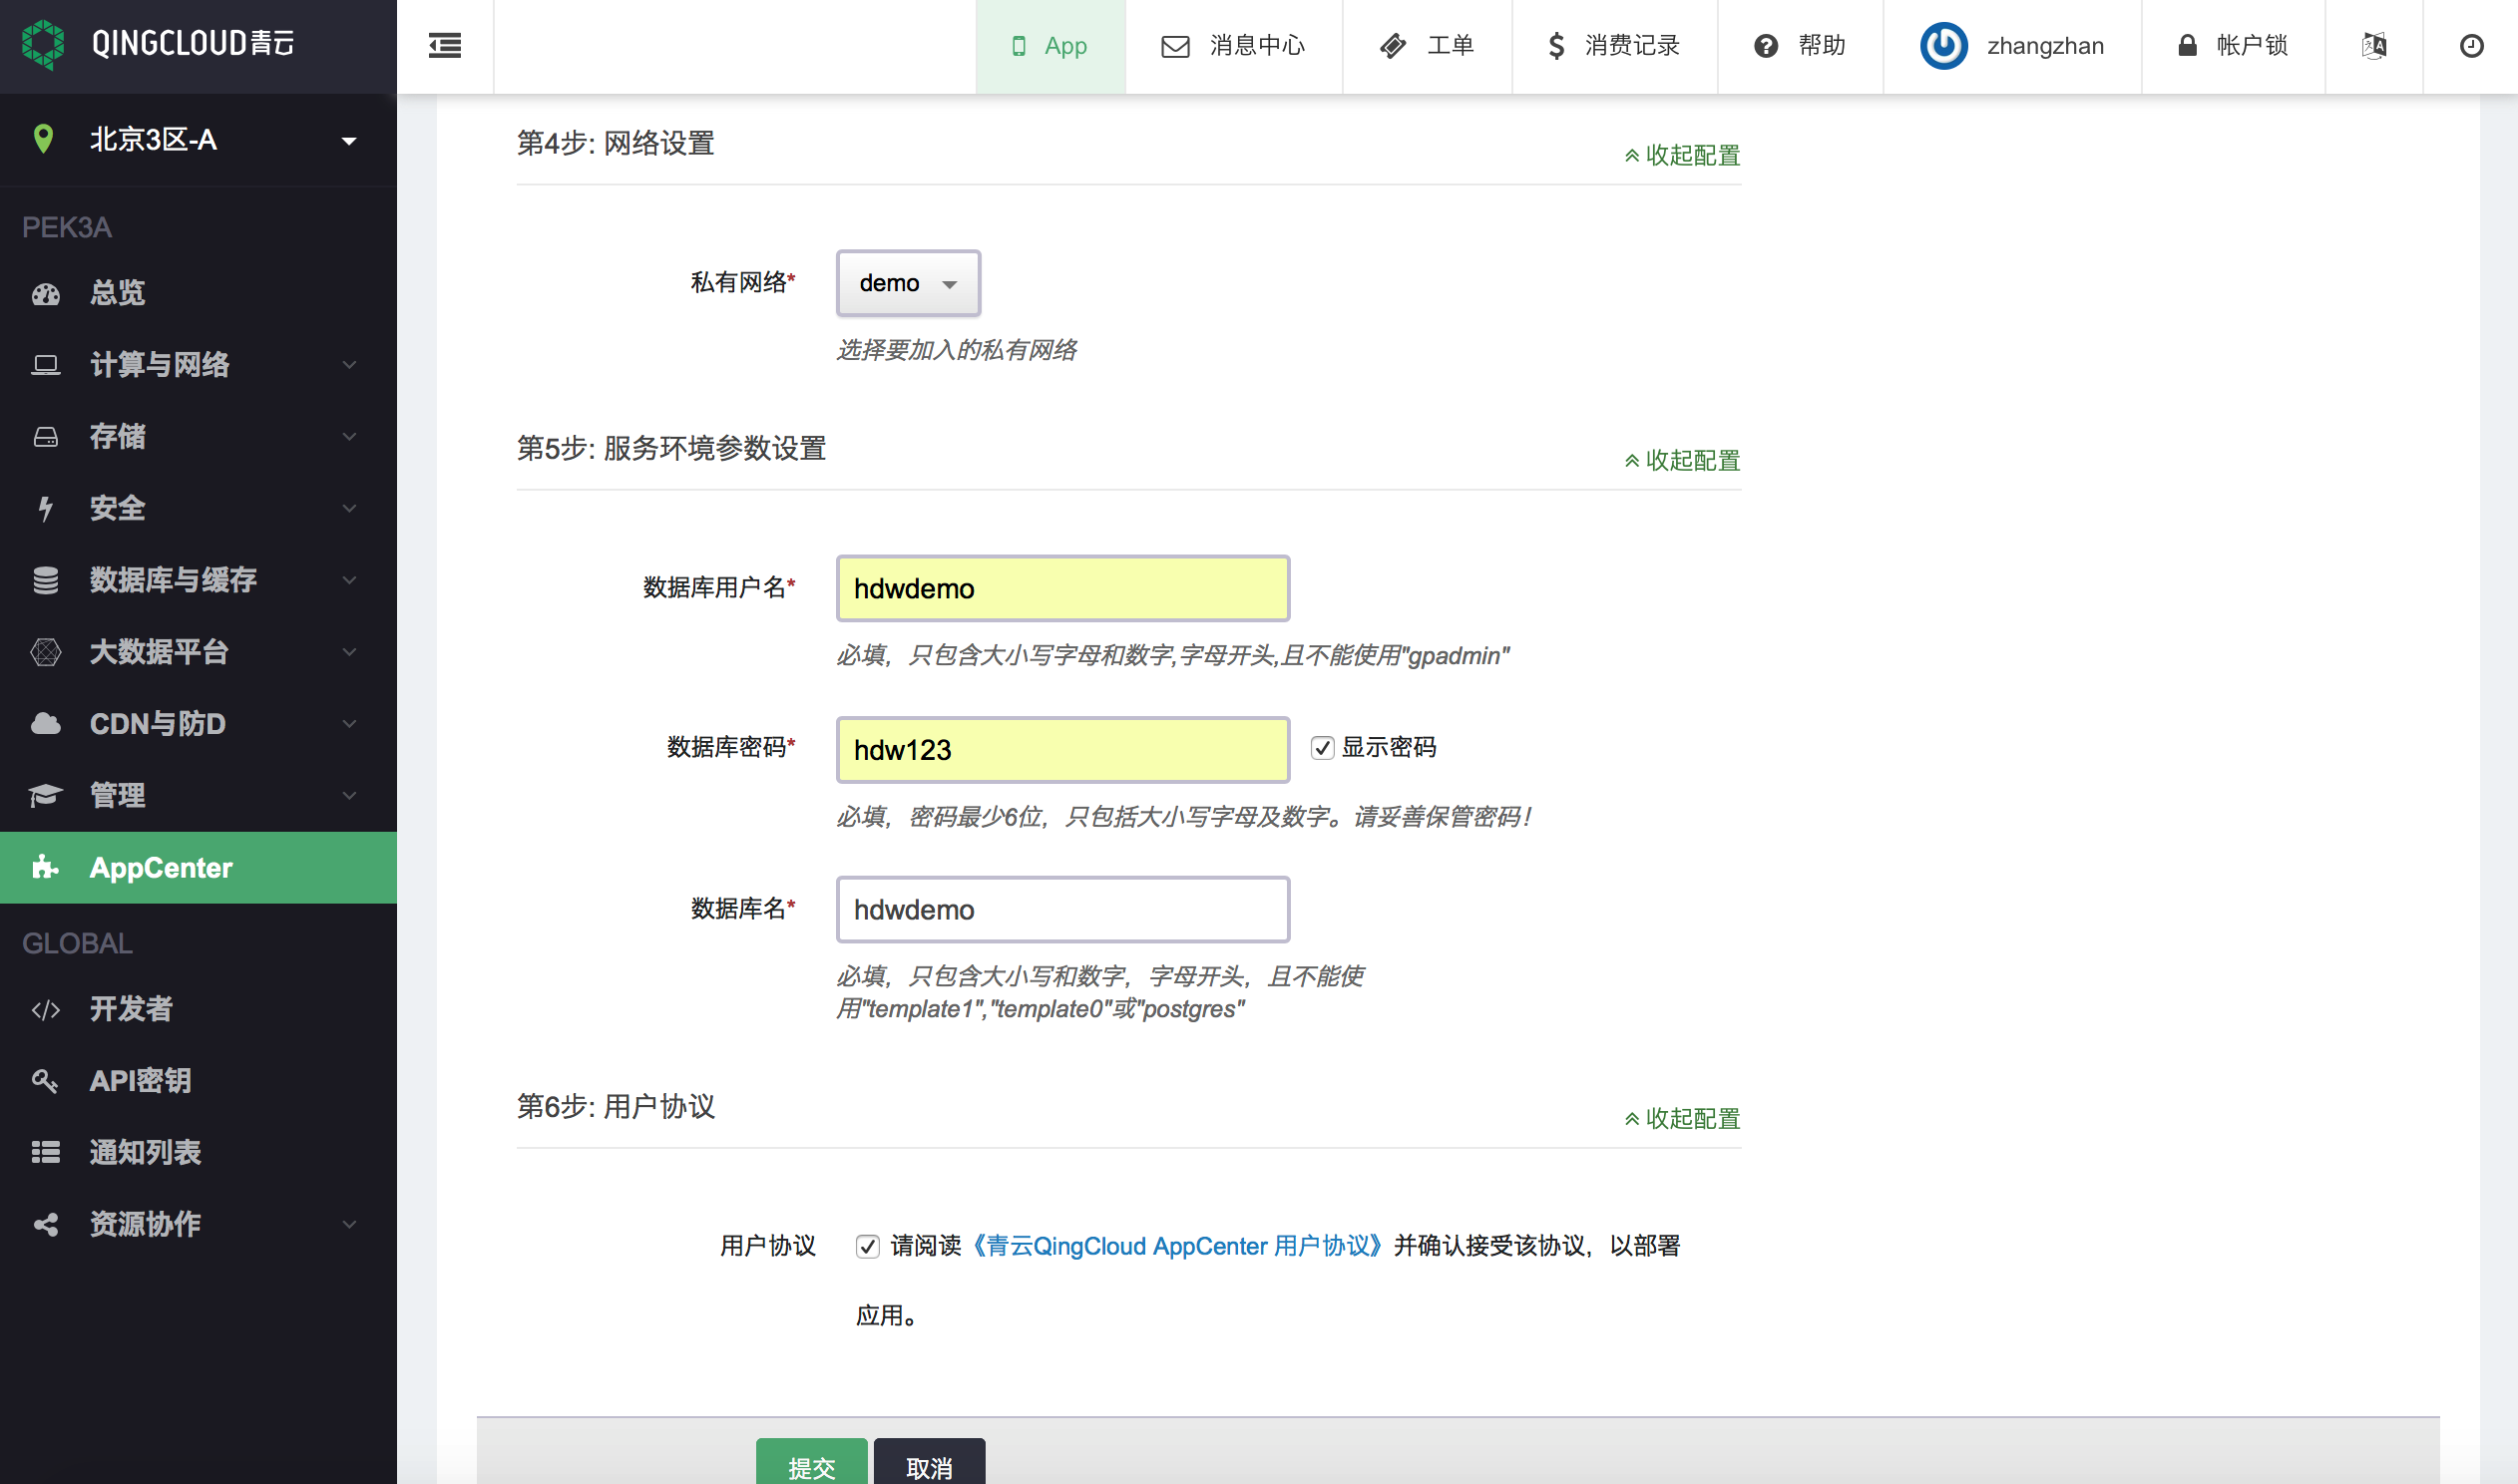 QINGCLOUD青云
App
消息中心
工单
消费记录
帮助
zhangzhan
帐户锁
北京3区-A
PEK3A
总览
计算与网络
存储
安全
数据库与缓存
大数据平台
CDN与防D
管理
AppCenter
GLOBAL
开发者
API密钥
通知列表
资源协作
第4步: 网络设置
收起配置
私有网络*
demo
选择要加入的私有网络
第5步: 服务环境参数设置
收起配置
数据库用户名*
hdwdemo
必填，只包含大小写字母和数字,字母开头,且不能使用"gpadmin"
数据库密码*
hdw123
显示密码
必填，密码最少6位，只包括大小写字母及数字。请妥善保管密码！
数据库名*
hdwdemo
必填，只包含大小写和数字，字母开头，且不能使
用"template1","template0"或"postgres"
第6步: 用户协议
收起配置
用户协议
请阅读《青云QingCloud AppCenter 用户协议》并确认接受该协议，以部署
应用。
提交
取消